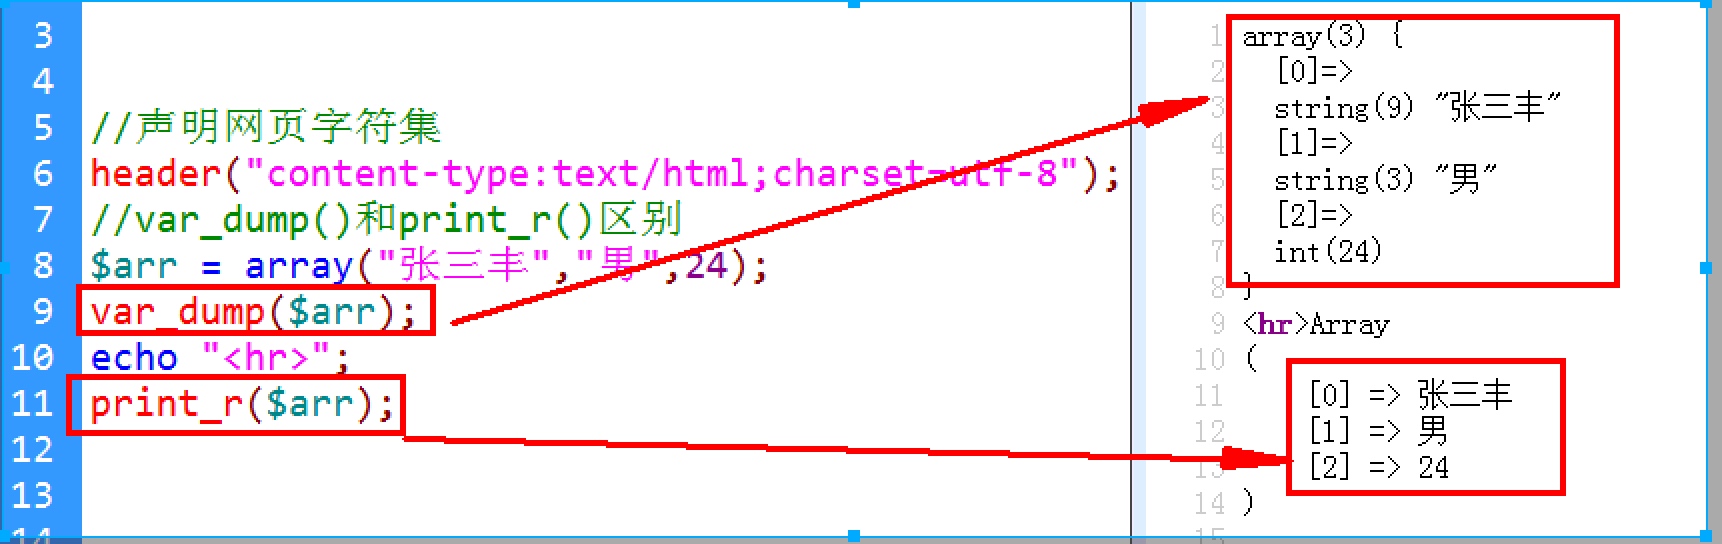 3
4
5 //声明网页字符集
6 header("content-type:text/html;charset=utf-8");
7 //var_dump()和print_r()区别
8 $arr = array("张三丰","男",24);
9 var_dump($arr);
10 echo "<hr>";
11 print_r($arr);
12
13
14
1 array(3) {
2 [0]=>
3 string(9) "张三丰"
4 [1]=>
5 string(3) "男"
6 [2]=>
7 int(24)
8 }
9 <hr>Array
10 (
11 [0] => 张三丰
12 [1] => 男
13 [2] => 24
14 )
15